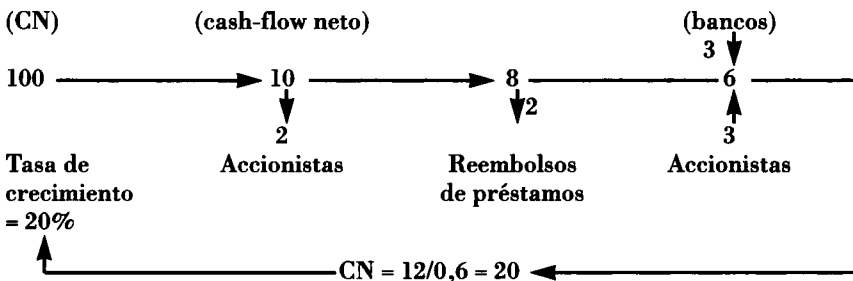 (CN) (cash-flow neto) (bancos)
3
100 10 8 6
2 2 3
Tasa de Accionistas Reembolsos Accionistas
crecimiento de préstamos
= 20%
CN = 12/0,6 = 20